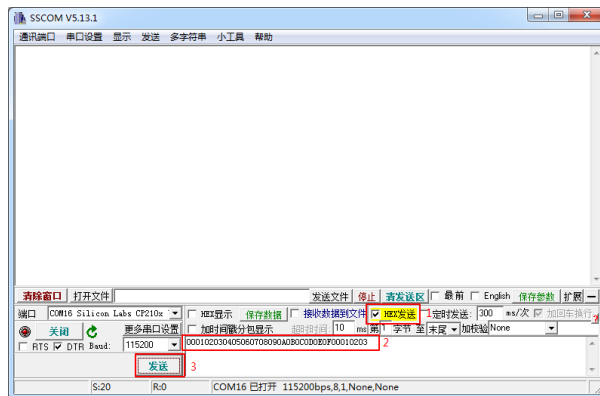 SSCOM V5.13.1
通讯端口 串口设置 显示 发送 多字符串 小工具 帮助
清除窗口 打开文件 发送文件 停止 清发送区 最前 English 保存参数 扩展 —
端口 COM16 Silicon Labs CP210x HEX显示 保存数据 接收数据到文件 HEX发送 1 定时发送: 300 ms/次 加回车换行
关闭 更多串口设置 加时间戳分包显示 超时时间 10 ms 第 1 字节 至 末尾 加校验 None
RTS DTR Baud: 115200 000102030405060708090A0B0C0D0E0F00010203 2
发送 3
S:20 R:0 COM16 已打开 115200bps,8,1,None,None